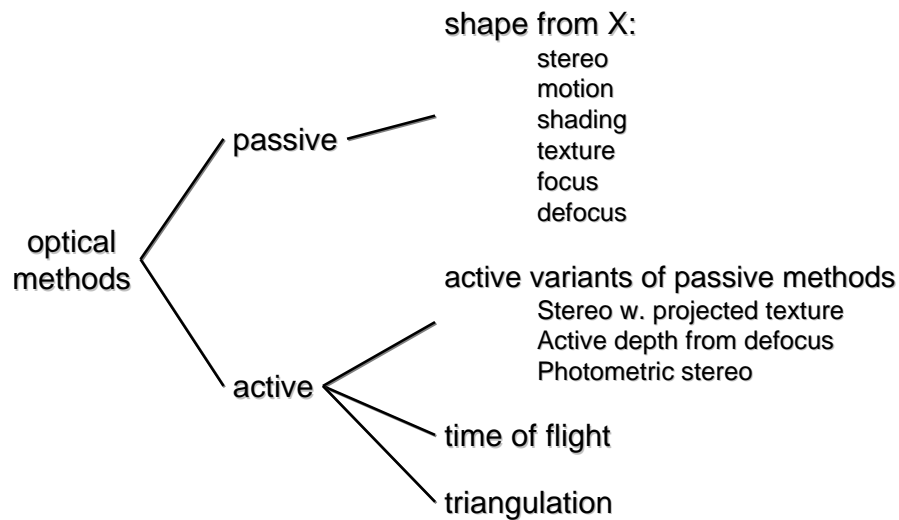 shape from X:
stereo
motion
shading
texture
focus
defocus
passive
optical
methods
active variants of passive methods
Stereo w. projected texture
Active depth from defocus
Photometric stereo
active
time of flight
triangulation